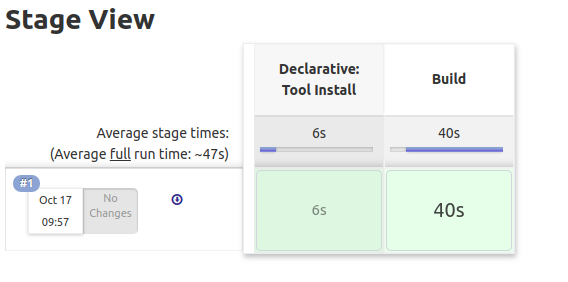 Stage View
Declarative:
Tool Install
Build
Average stage times:
6s
40s
(Average full run time: ~47s)
#1
Oct 17
No
Changes
09:57
6s
40s